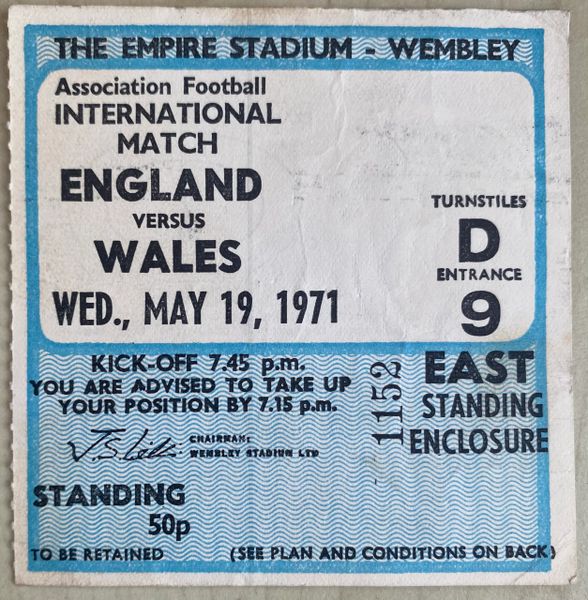 THE EMPIRE STADIUM - WEMBLEY
Association Football
INTERNATIONAL
MATCH
ENGLAND
VERSUS
WALES
WED., MAY 19, 1971
TURNSTILES
D
ENTRANCE
9
EAST
STANDING
ENCLOSURE
KICK-OFF 7.45 p.m.
YOU ARE ADVISED TO TAKE UP
YOUR POSITION BY 7.15 p.m.
1152
CHAIRMAN:
WEMBLEY STADIUM LTD
STANDING
50p
TO BE RETAINED
(SEE PLAN AND CONDITIONS ON BACK)